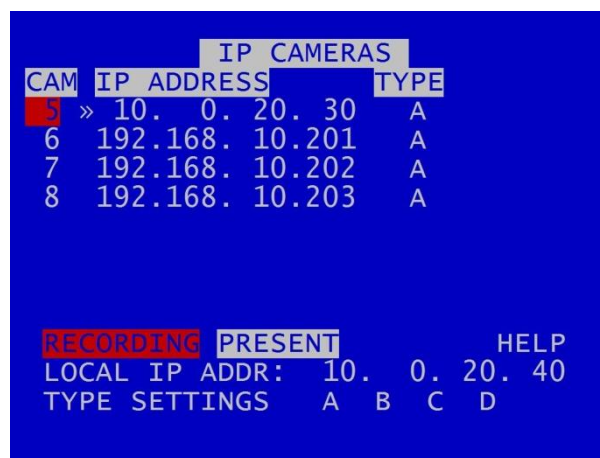 IP CAMERAS
CAM IP ADDRESS TYPE
5 » 10. 0. 20. 30 A
6 192.168. 10.201 A
7 192.168. 10.202 A
8 192.168. 10.203 A
RECORDING PRESENT HELP
LOCAL IP ADDR: 10. 0. 20. 40
TYPE SETTINGS A B C D